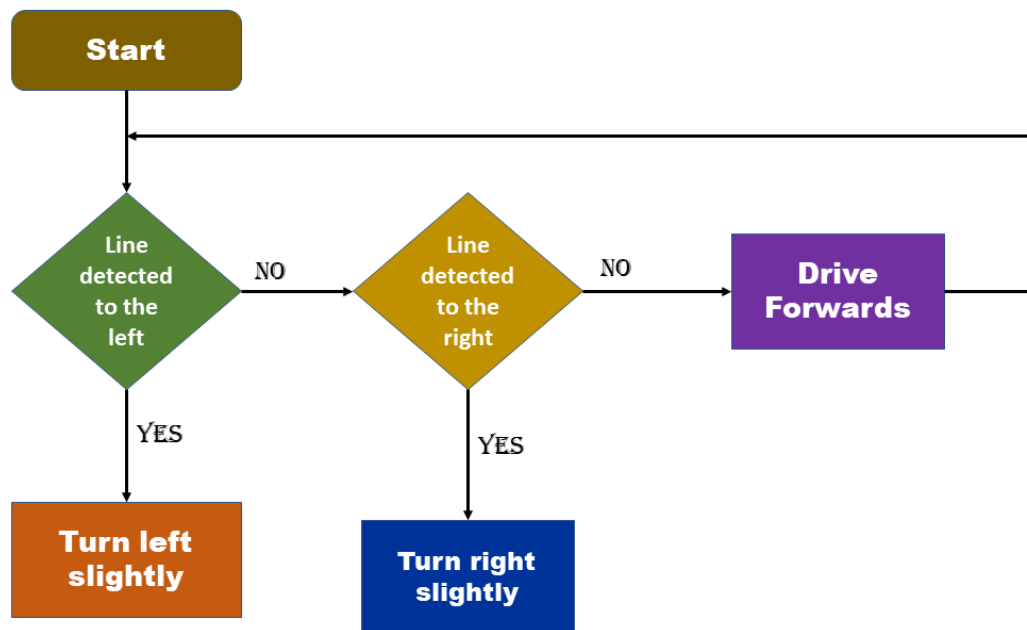 Start
Line
detected
to the
left
NO
Line
detected
to the
right
NO
Drive
Forwards
YES
YES
Turn left
slightly
Turn right
slightly